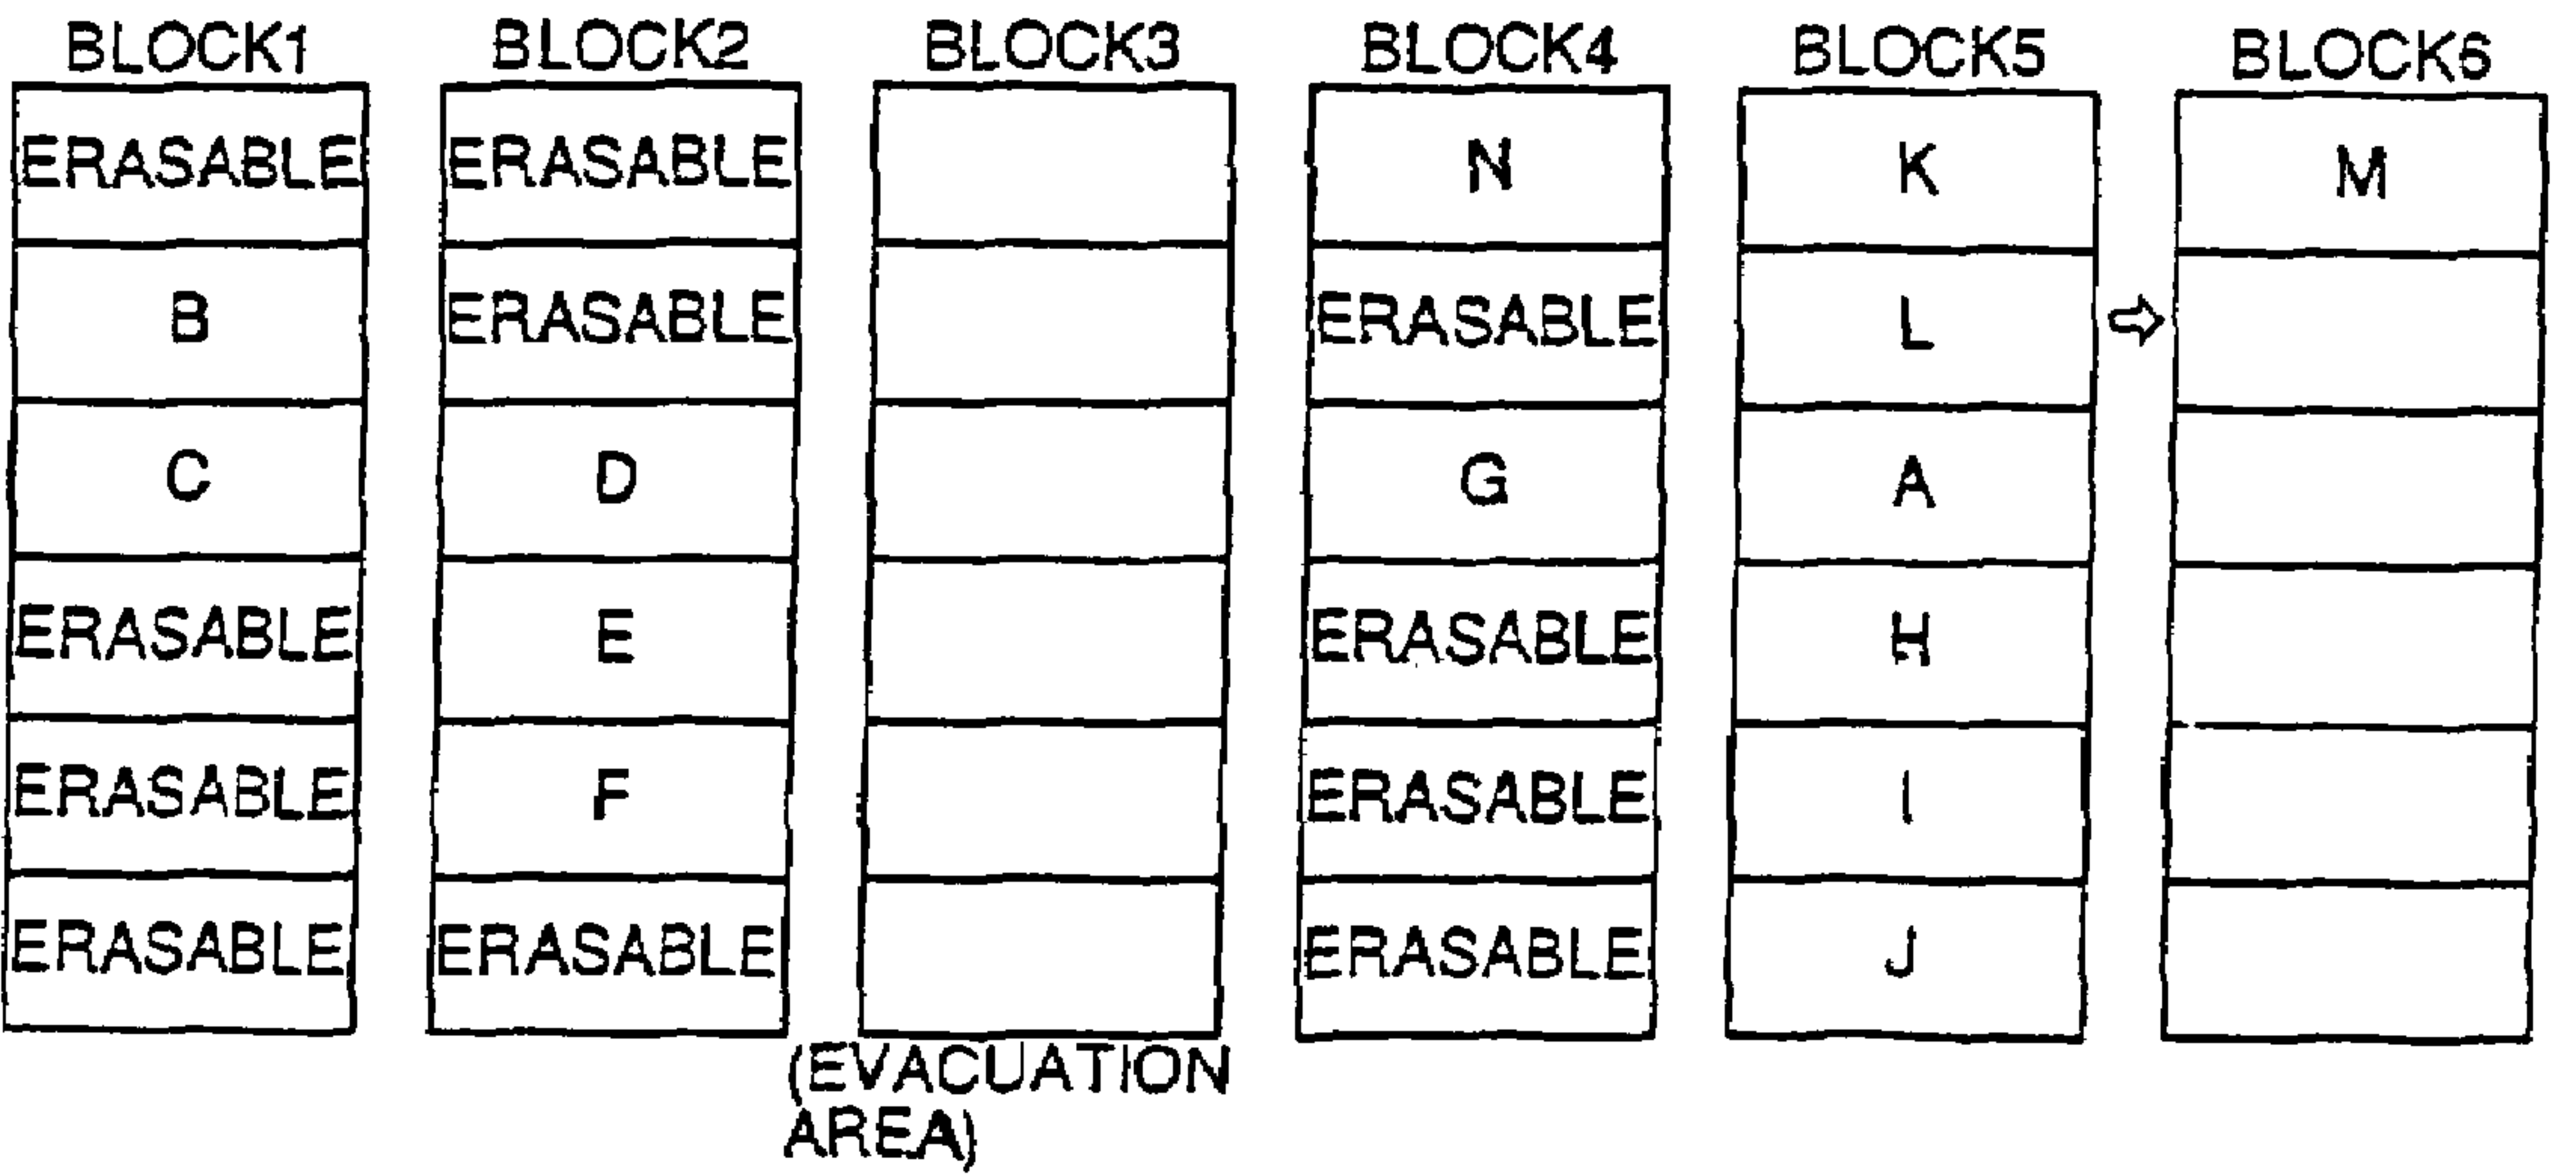 BLOCK1 BLOCK2 BLOCK3 BLOCK4 BLOCK5 BLOCK6
ERASABLE ERASABLE N K M
B ERASABLE ERASABLE L
C D G A
ERASABLE E ERASABLE H
ERASABLE F ERASABLE I
ERASABLE ERASABLE ERASABLE J
(EVACUATION
AREA)